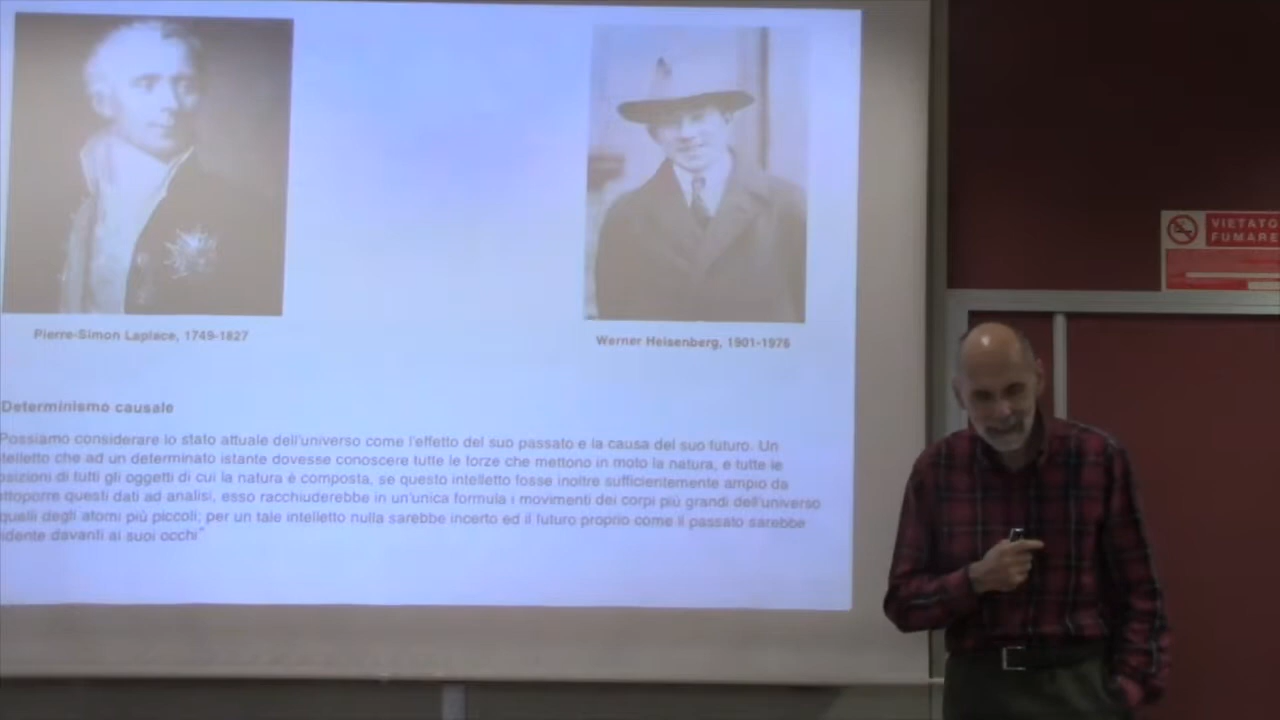 Pierre-Simon Laplace, 1749-1827
Werner Heisenberg, 1901-1976
VIETATO
FUMARE
Determinismo causale
Possiamo considerare lo stato attuale dell'universo come l'effetto del suo passato e la causa del suo futuro. Un
telletto che ad un determinato istante dovesse conoscere tutte le forze che mettono in moto la natura, e tutte le
osizioni di tutti gli oggetti di cui la natura è composta, se questo intelletto fosse inoltre sufficientemente ampio da
ottoporre questi dati ad analisi, esso racchiuderebbe in un'unica formula i movimenti dei corpi più grandi dell'universo
quelli degli atomi più piccoli; per un tale intelletto nulla sarebbe incerto ed il futuro proprio come il passato sarebbe
idente davanti ai suoi occhi"